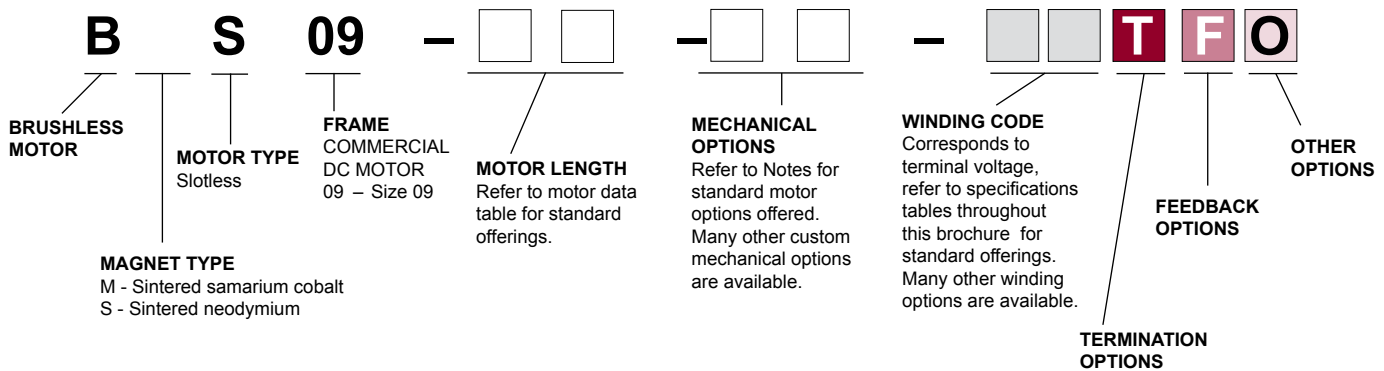 B S 09 – – – T F O
BRUSHLESS
MOTOR
MAGNET TYPE
M - Sintered samarium cobalt
S - Sintered neodymium
MOTOR TYPE
Slotless
FRAME
COMMERCIAL
DC MOTOR
09 – Size 09
MOTOR LENGTH
Refer to motor data
table for standard
offerings.
MECHANICAL
OPTIONS
Refer to Notes for
standard motor
options offered.
Many other custom
mechanical options
are available.
WINDING CODE
Corresponds to
terminal voltage,
refer to specifications
tables throughout
this brochure for
standard offerings.
Many other winding
options are available.
TERMINATION
OPTIONS
FEEDBACK
OPTIONS
OTHER
OPTIONS